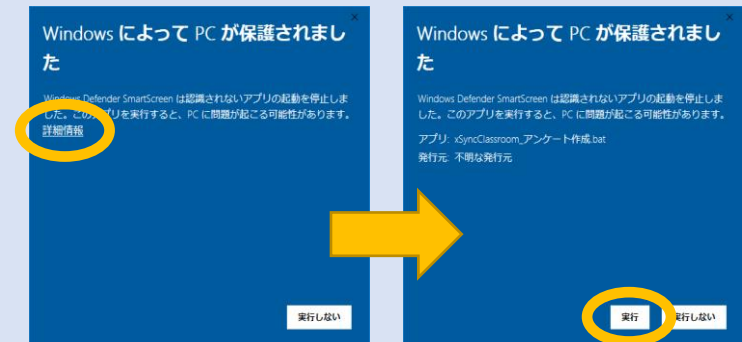 Windows によって PC が保護されまし
た
Windows Defender SmartScreen は認識されないアプリの起動を停止しま
した。このアプリを実行すると、PC に問題が起こる可能性があります。
詳細情報
実行しない
Windows によって PC が保護されまし
た
Windows Defender SmartScreen は認識されないアプリの起動を停止しま
した。このアプリを実行すると、PC に問題が起こる可能性があります。
アプリ: xSyncClassroom_アンケート作成.bat
発行元: 不明な発行元
実行
実行しない